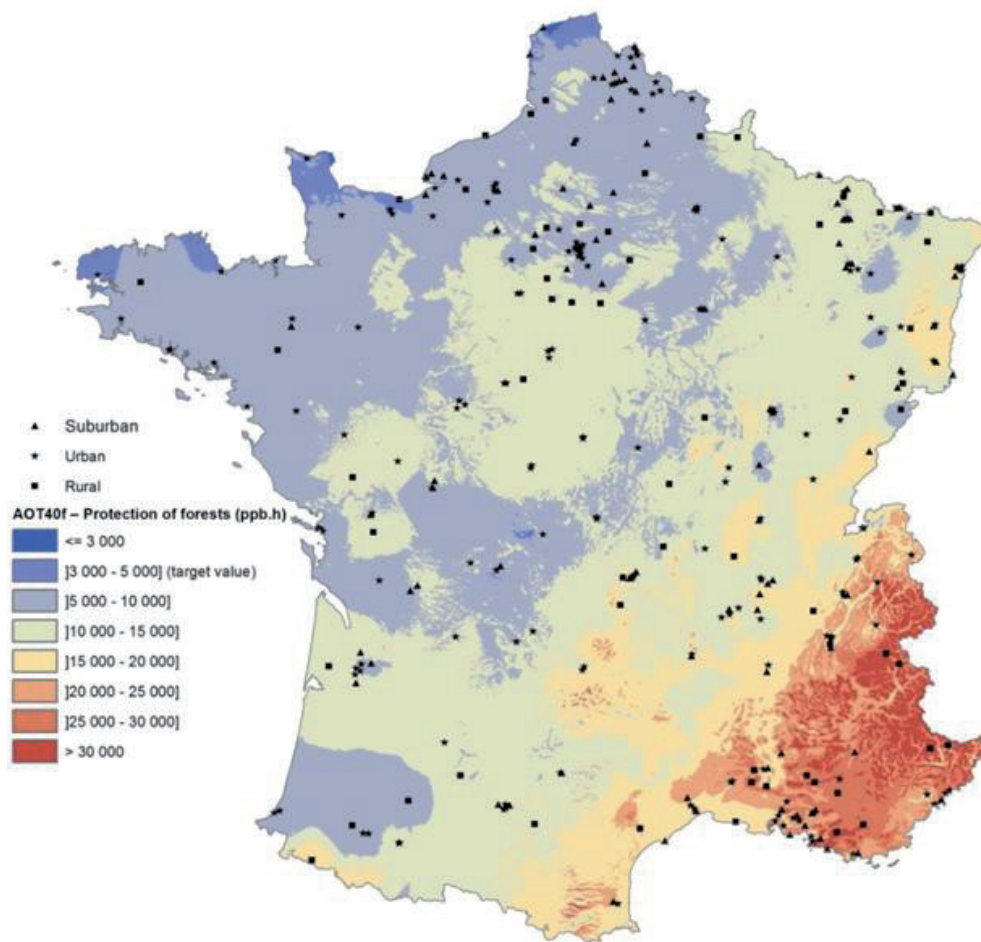 Suburban
Urban
Rural
AOT40f – Protection of forests (ppb.h)
<= 3 000
]3 000 - 5 000] (target value)
]5 000 - 10 000]
]10 000 - 15 000]
]15 000 - 20 000]
]20 000 - 25 000]
]25 000 - 30 000]
> 30 000